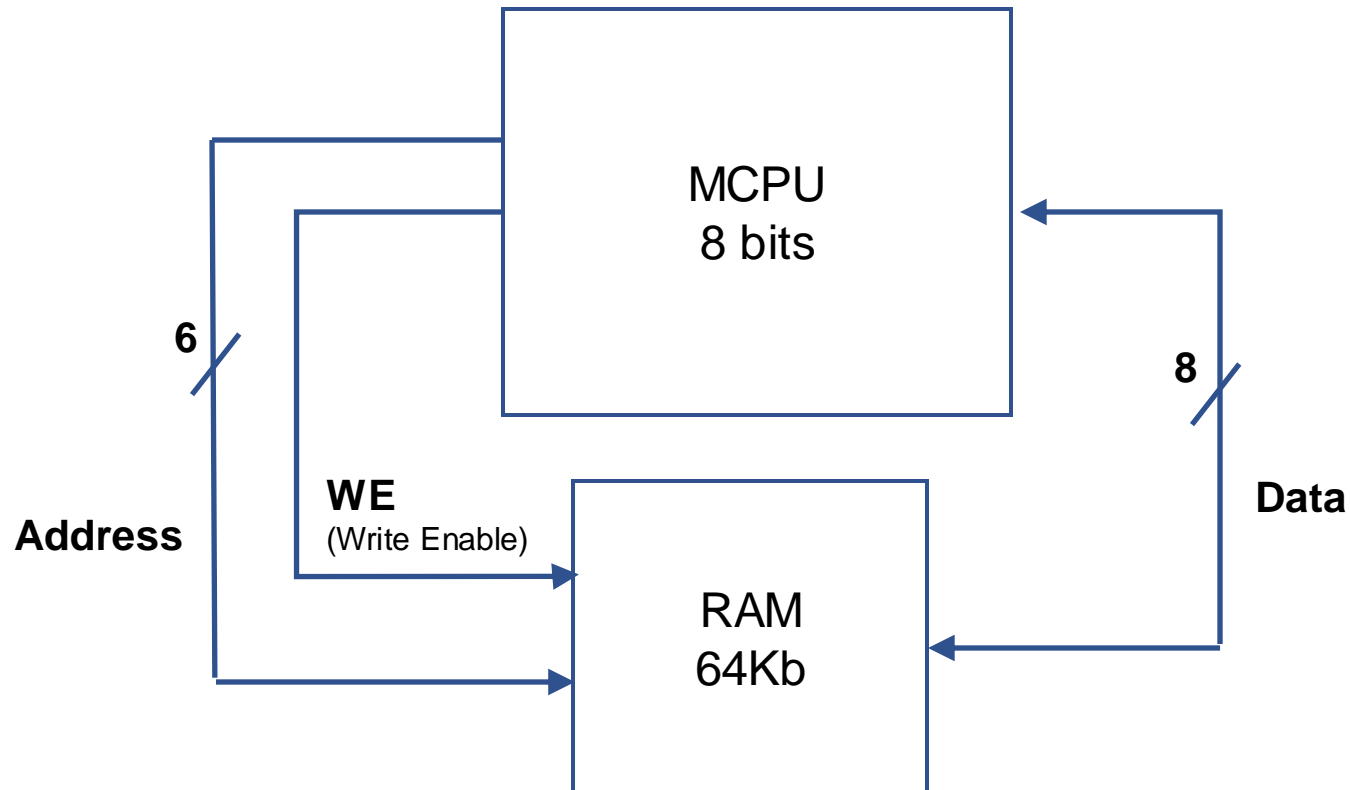 MCPU
8 bits
6
8
WE
(Write Enable)
Address
Data
RAM
64Kb